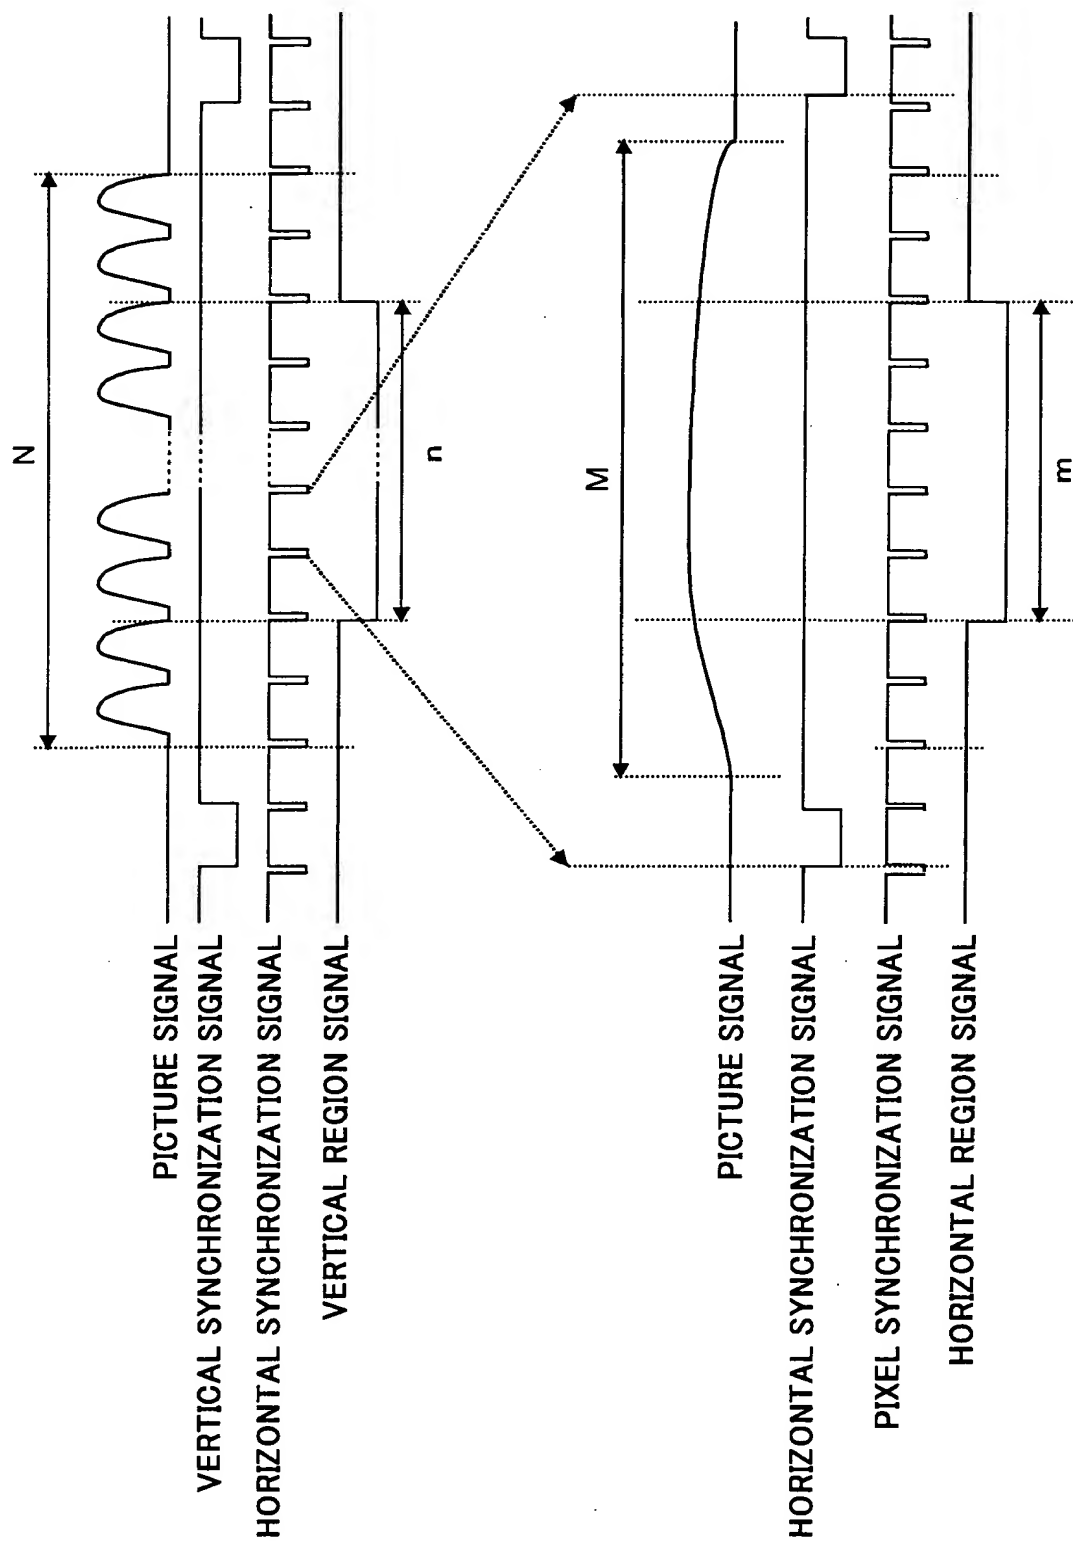 N
PICTURE SIGNAL
VERTICAL SYNCHRONIZATION SIGNAL
HORIZONTAL SYNCHRONIZATION SIGNAL
VERTICAL REGION SIGNAL
n
M
PICTURE SIGNAL
HORIZONTAL SYNCHRONIZATION SIGNAL
PIXEL SYNCHRONIZATION SIGNAL
HORIZONTAL REGION SIGNAL
m